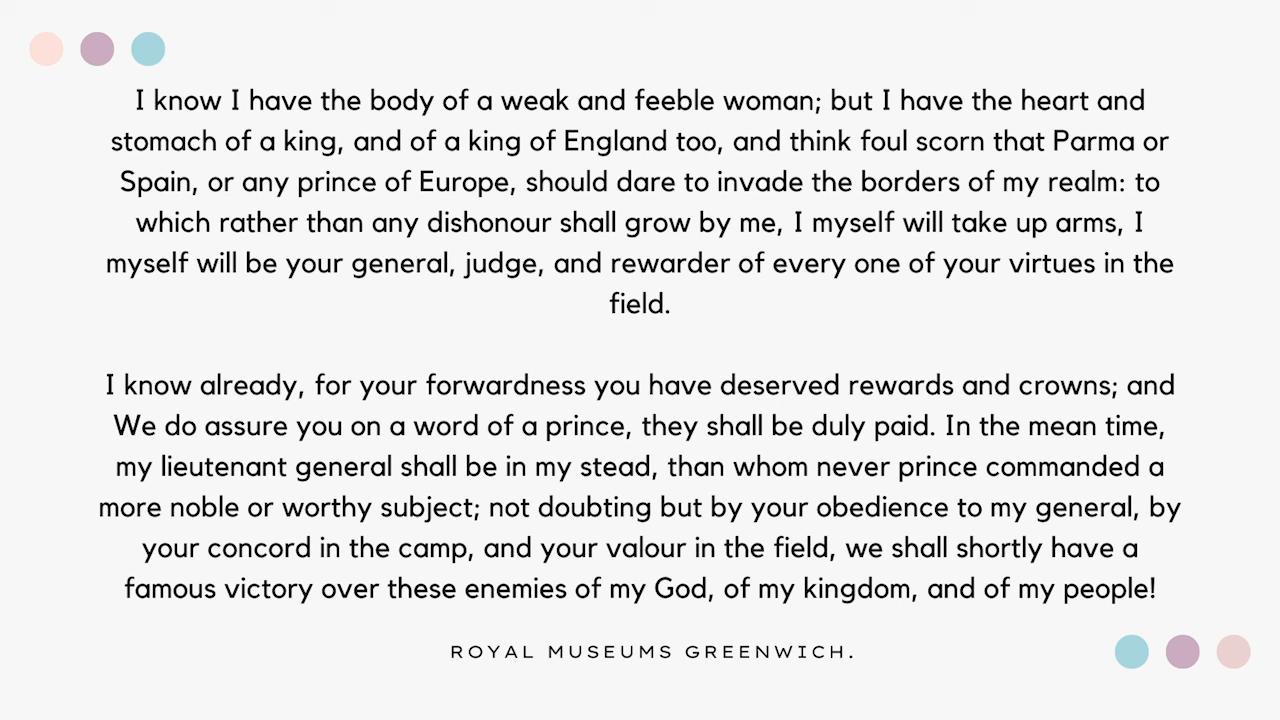 I know I have the body of a weak and feeble woman; but I have the heart and
stomach of a king, and of a king of England too, and think foul scorn that Parma or
Spain, or any prince of Europe, should dare to invade the borders of my realm: to
which rather than any dishonour shall grow by me, I myself will take up arms, I
myself will be your general, judge, and rewarder of every one of your virtues in the
field.
I know already, for your forwardness you have deserved rewards and crowns; and
We do assure you on a word of a prince, they shall be duly paid. In the mean time,
my lieutenant general shall be in my stead, than whom never prince commanded a
more noble or worthy subject; not doubting but by your obedience to my general, by
your concord in the camp, and your valour in the field, we shall shortly have a
famous victory over these enemies of my God, of my kingdom, and of my people!
ROYAL MUSEUMS GREENWICH.